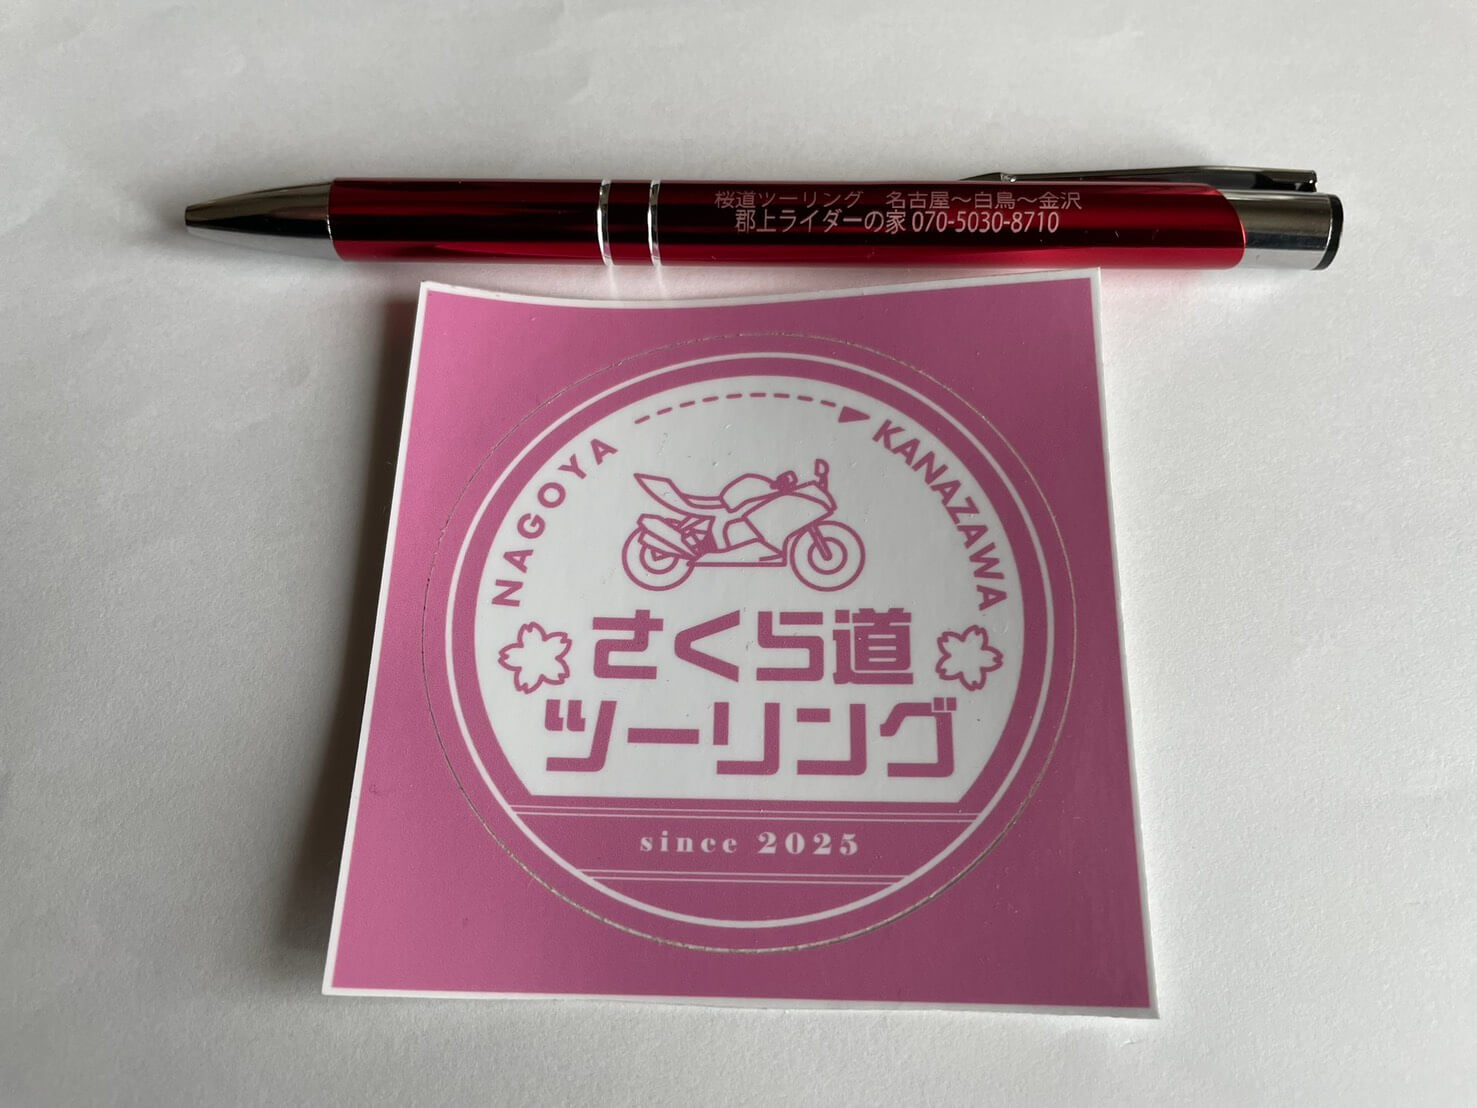 桜道ツーリング　名古屋～白鳥～金沢
郡上ライダーの家 070-5030-8710
NAGOYA
KANAZAWA
さくら道
ツーリング
since 2025